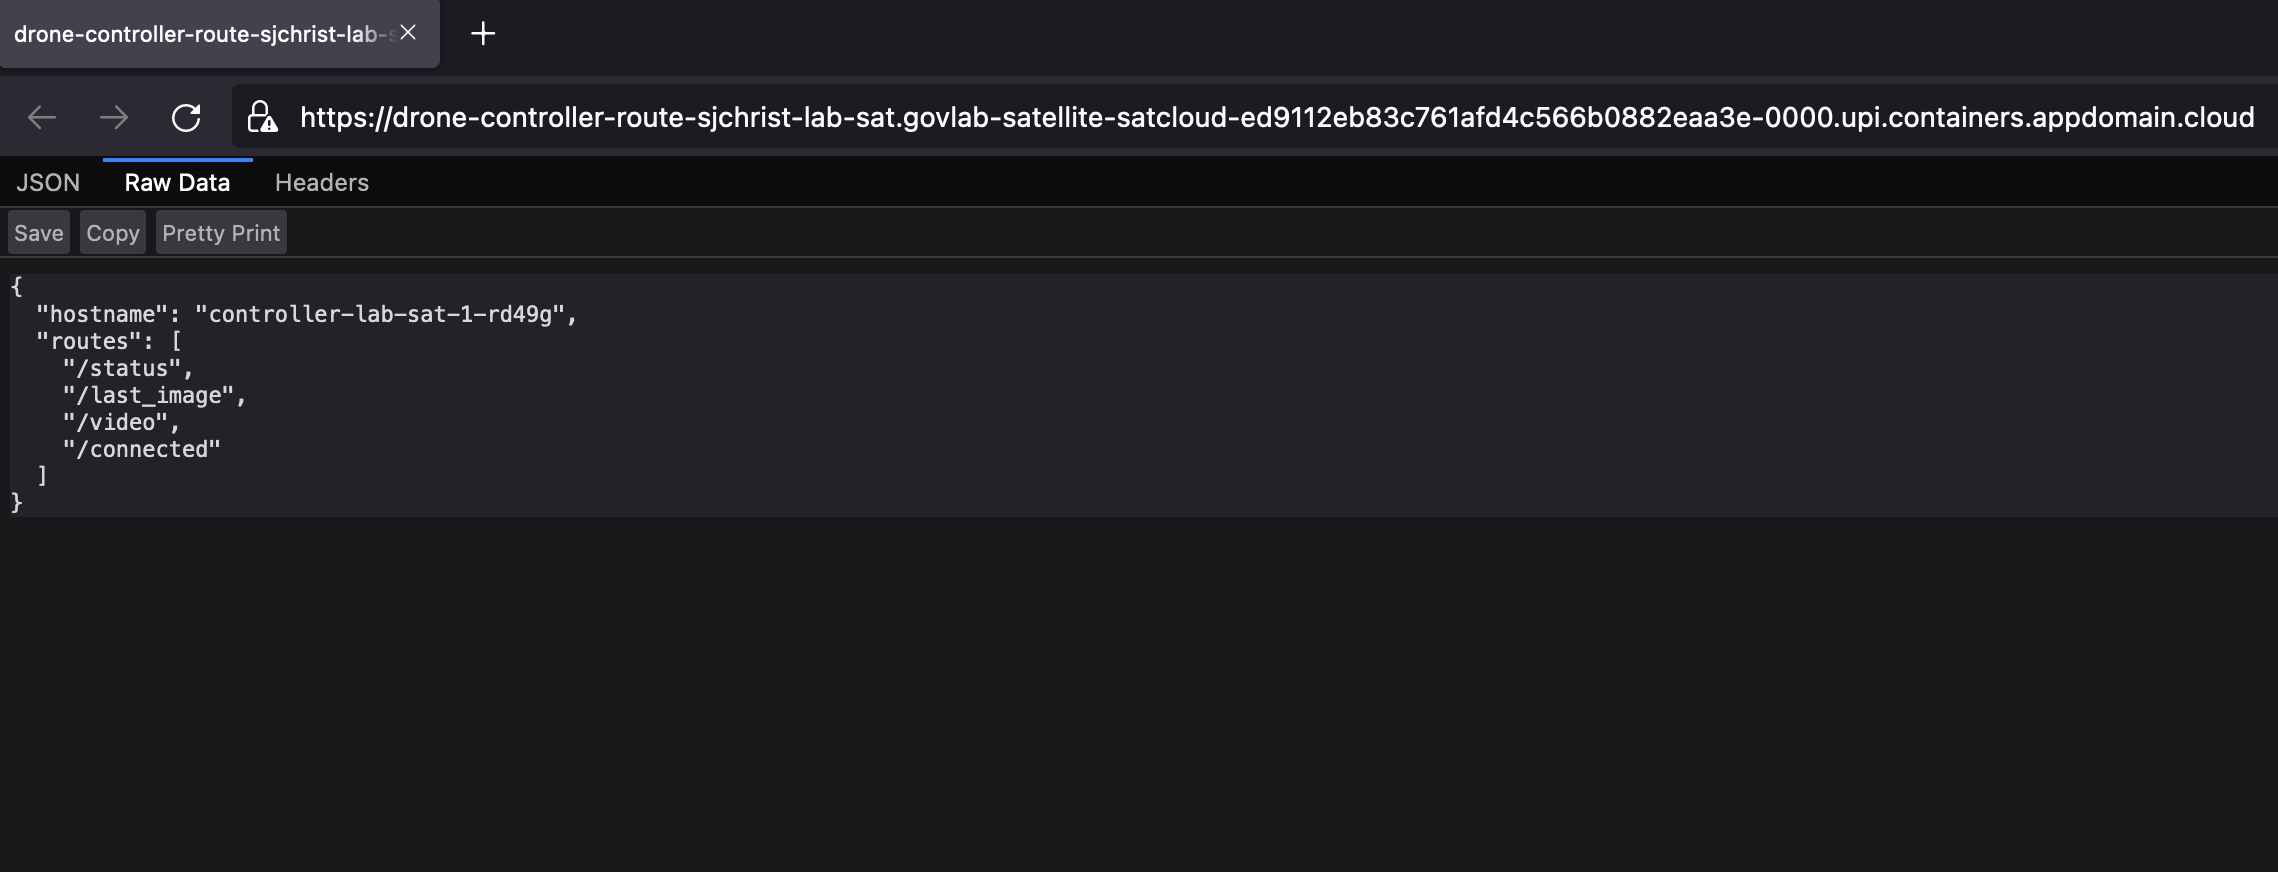 drone-controller-route-sjchrist-lab-s
https://drone-controller-route-sjchrist-lab-sat.govlab-satellite-satcloud-ed9112eb83c761afd4c566b0882eaa3e-0000.upi.containers.appdomain.cloud
JSON Raw Data Headers
Save Copy Pretty Print
{
  "hostname": "controller-lab-sat-1-rd49g",
  "routes": [
    "/status",
    "/last_image",
    "/video",
    "/connected"
  ]
}